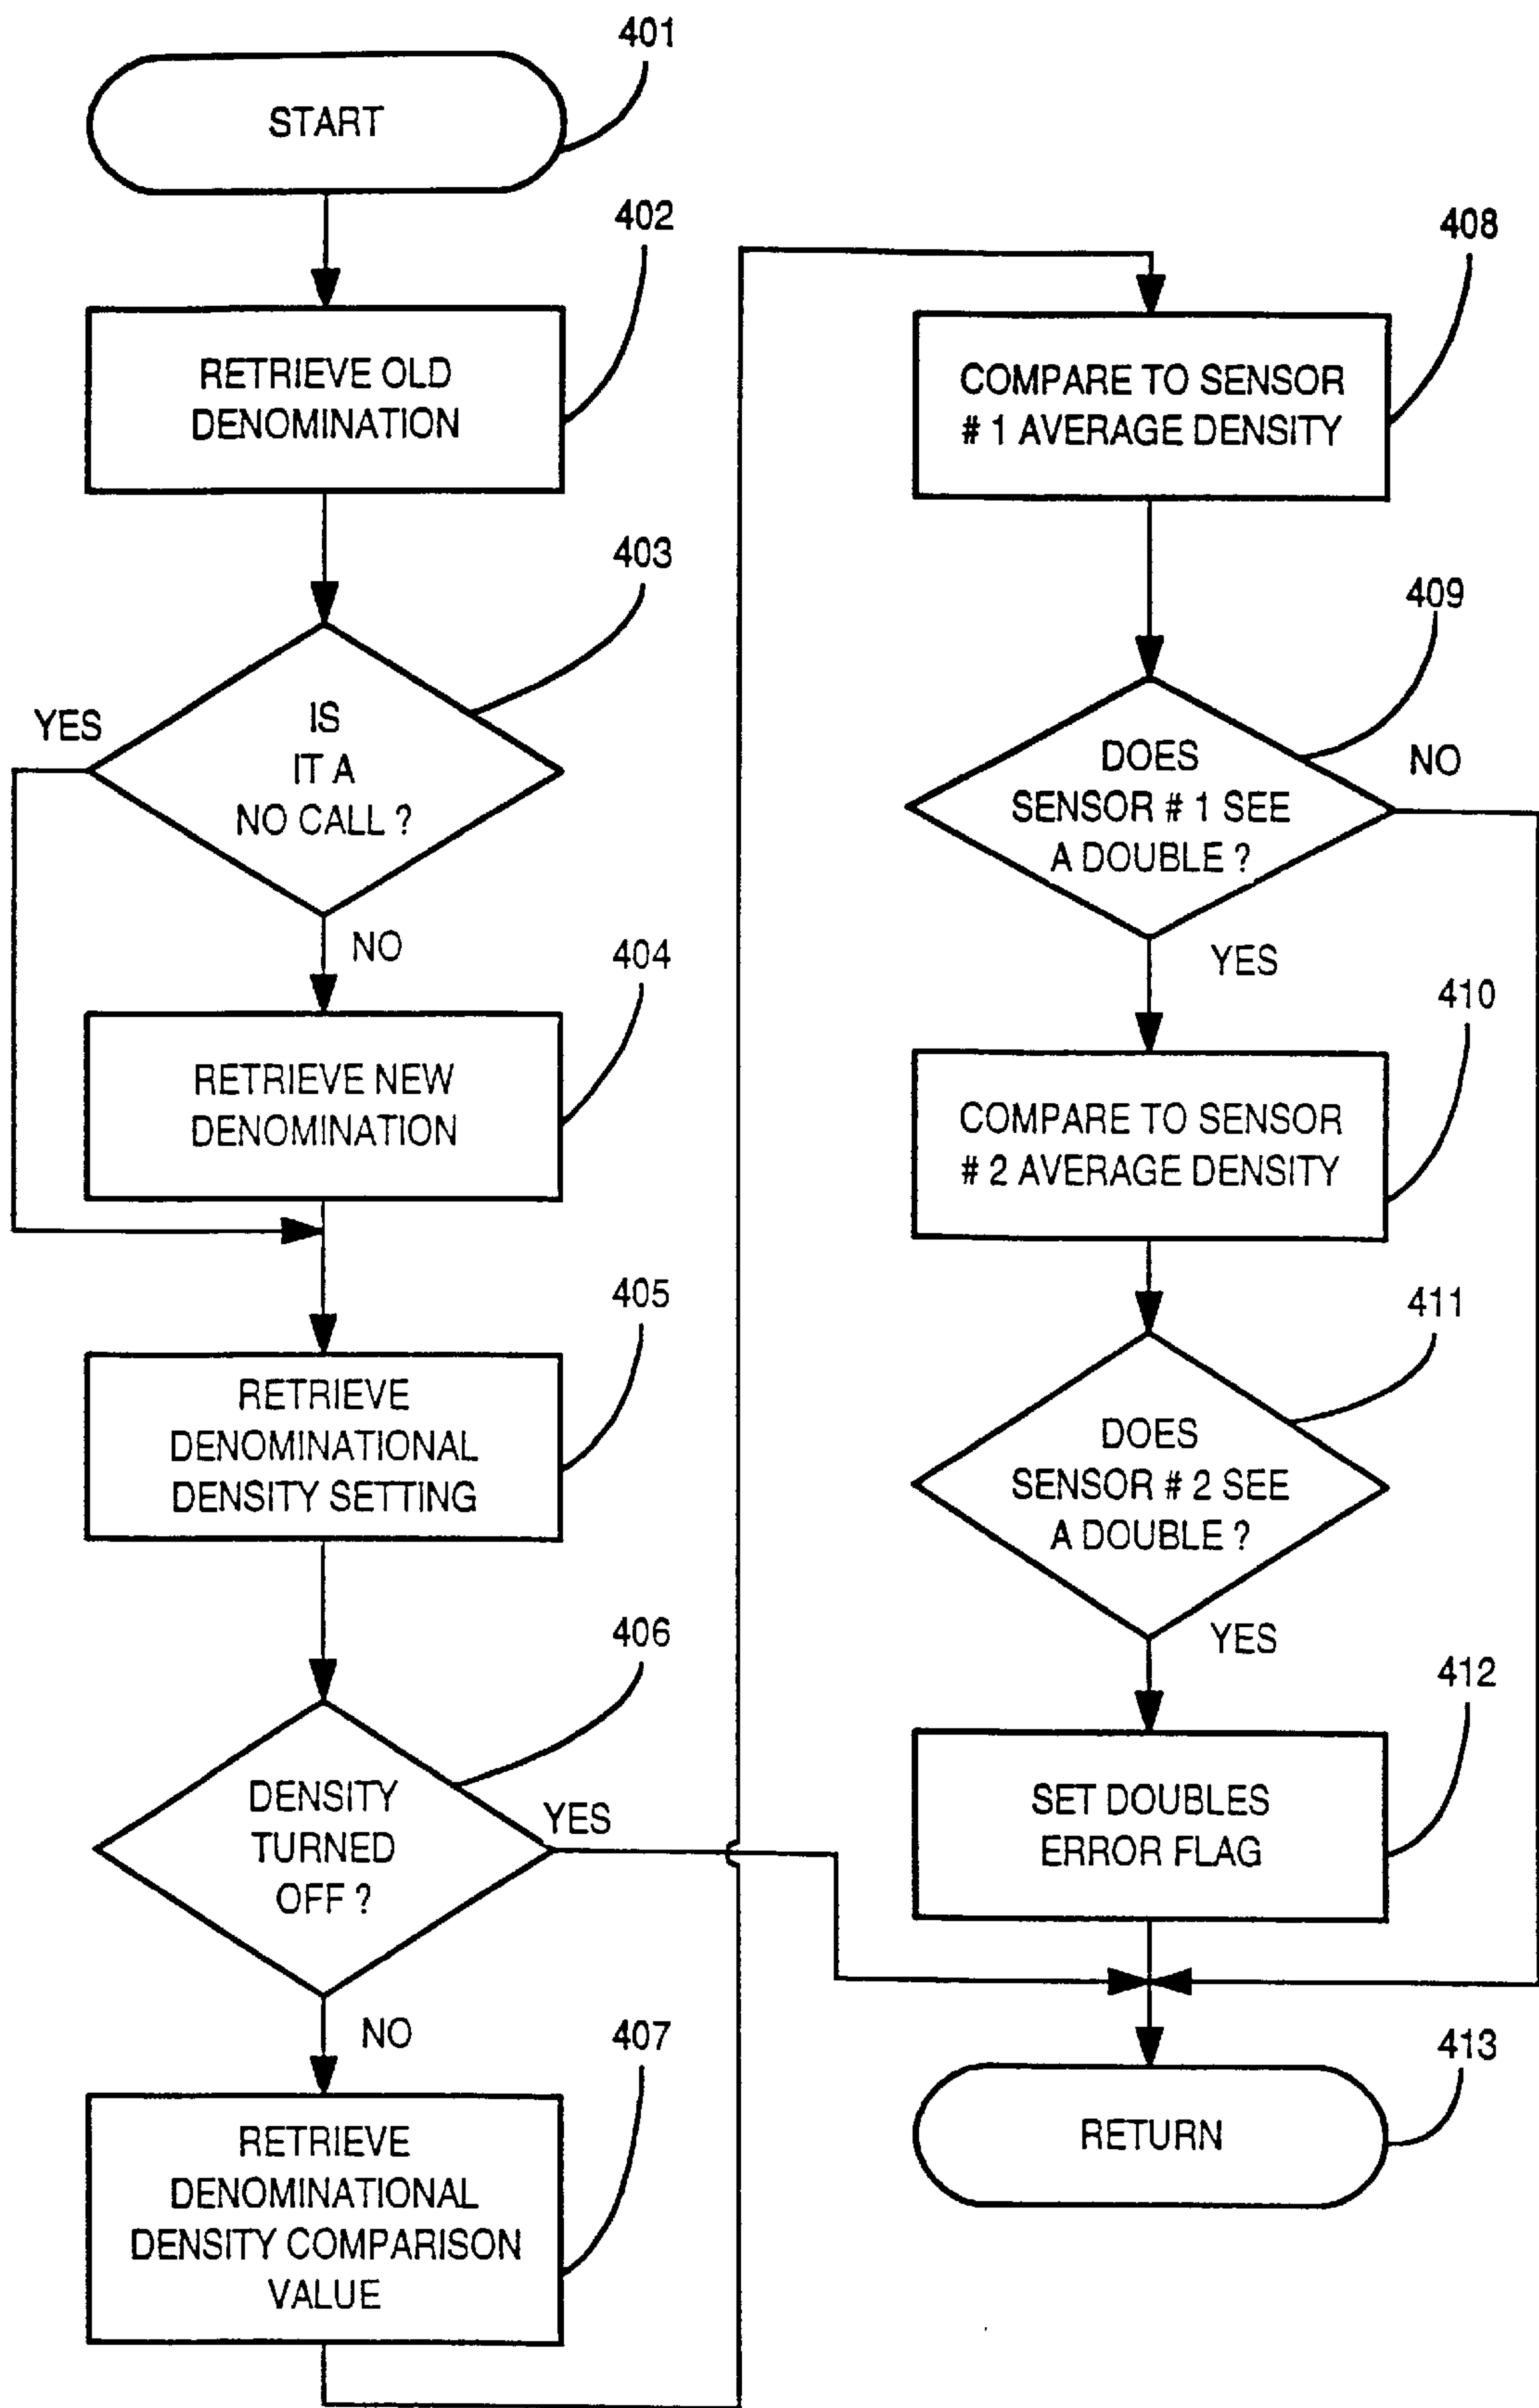 401
START
402
RETRIEVE OLD
DENOMINATION
403
YES
IS
IT A
NO CALL ?
NO
404
RETRIEVE NEW
DENOMINATION
405
RETRIEVE
DENOMINATIONAL
DENSITY SETTING
406
DENSITY
TURNED
OFF ?
YES
NO
407
RETRIEVE
DENOMINATIONAL
DENSITY COMPARISON
VALUE
408
COMPARE TO SENSOR
# 1 AVERAGE DENSITY
409
DOES
SENSOR # 1 SEE
A DOUBLE ?
NO
YES
410
COMPARE TO SENSOR
# 2 AVERAGE DENSITY
411
DOES
SENSOR # 2 SEE
A DOUBLE ?
YES
412
SET DOUBLES
ERROR FLAG
413
RETURN